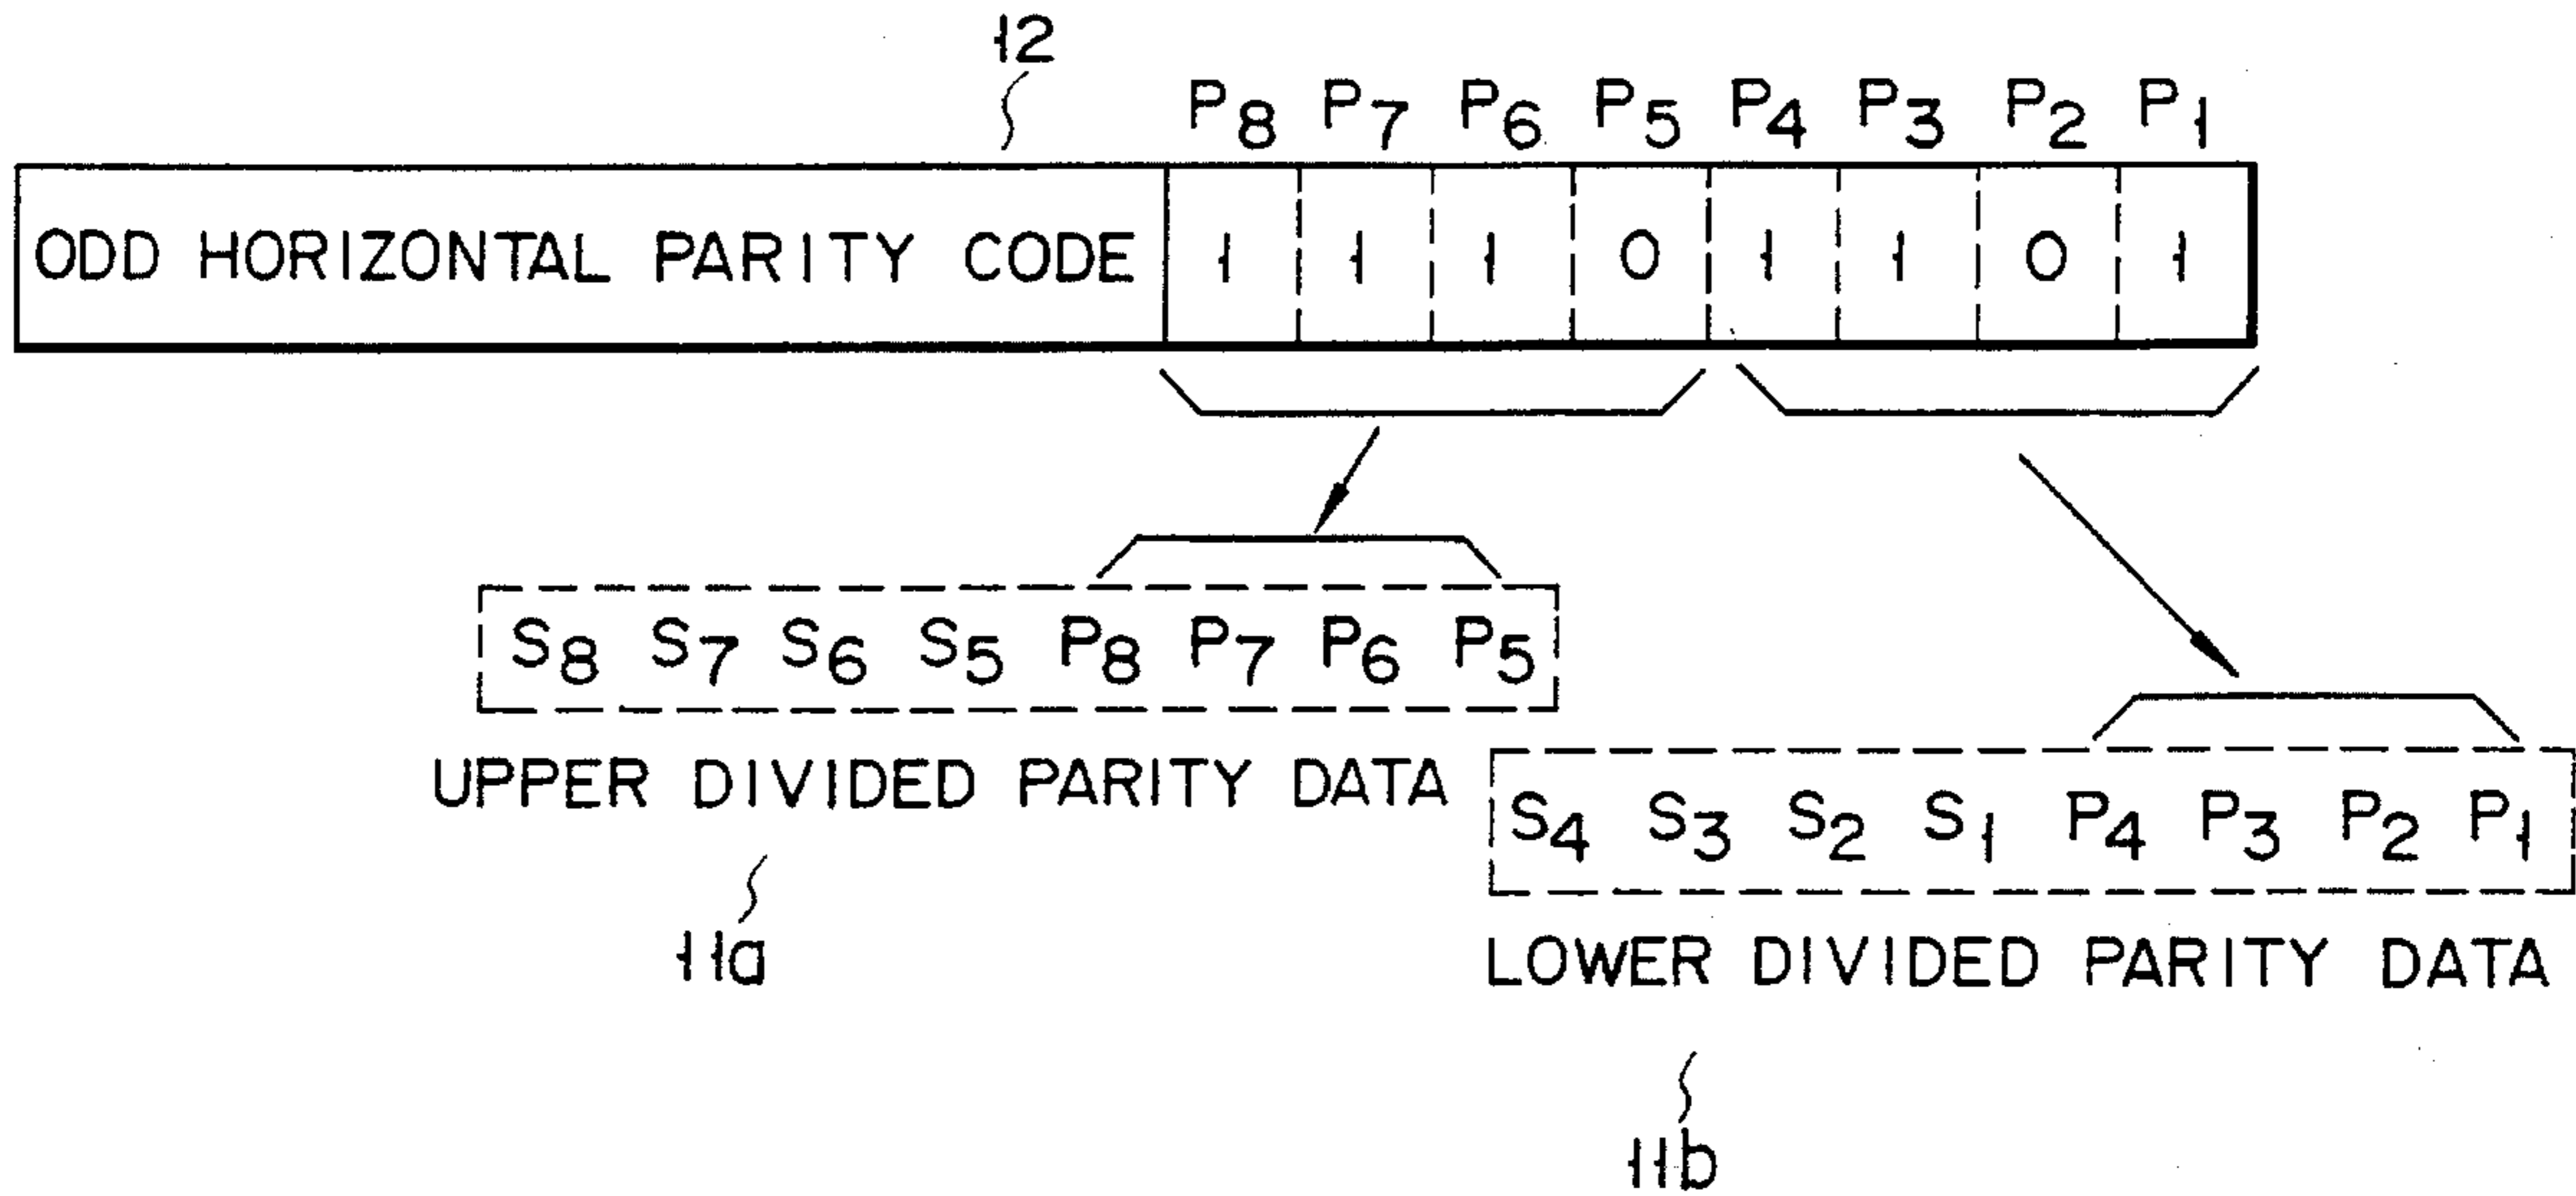 12
P8 P7 P6 P5 P4 P3 P2 P1
ODD HORIZONTAL PARITY CODE 1 1 1 0 1 1 0 1
S8 S7 S6 S5 P8 P7 P6 P5
UPPER DIVIDED PARITY DATA
S4 S3 S2 S1 P4 P3 P2 P1
11a
LOWER DIVIDED PARITY DATA
11b